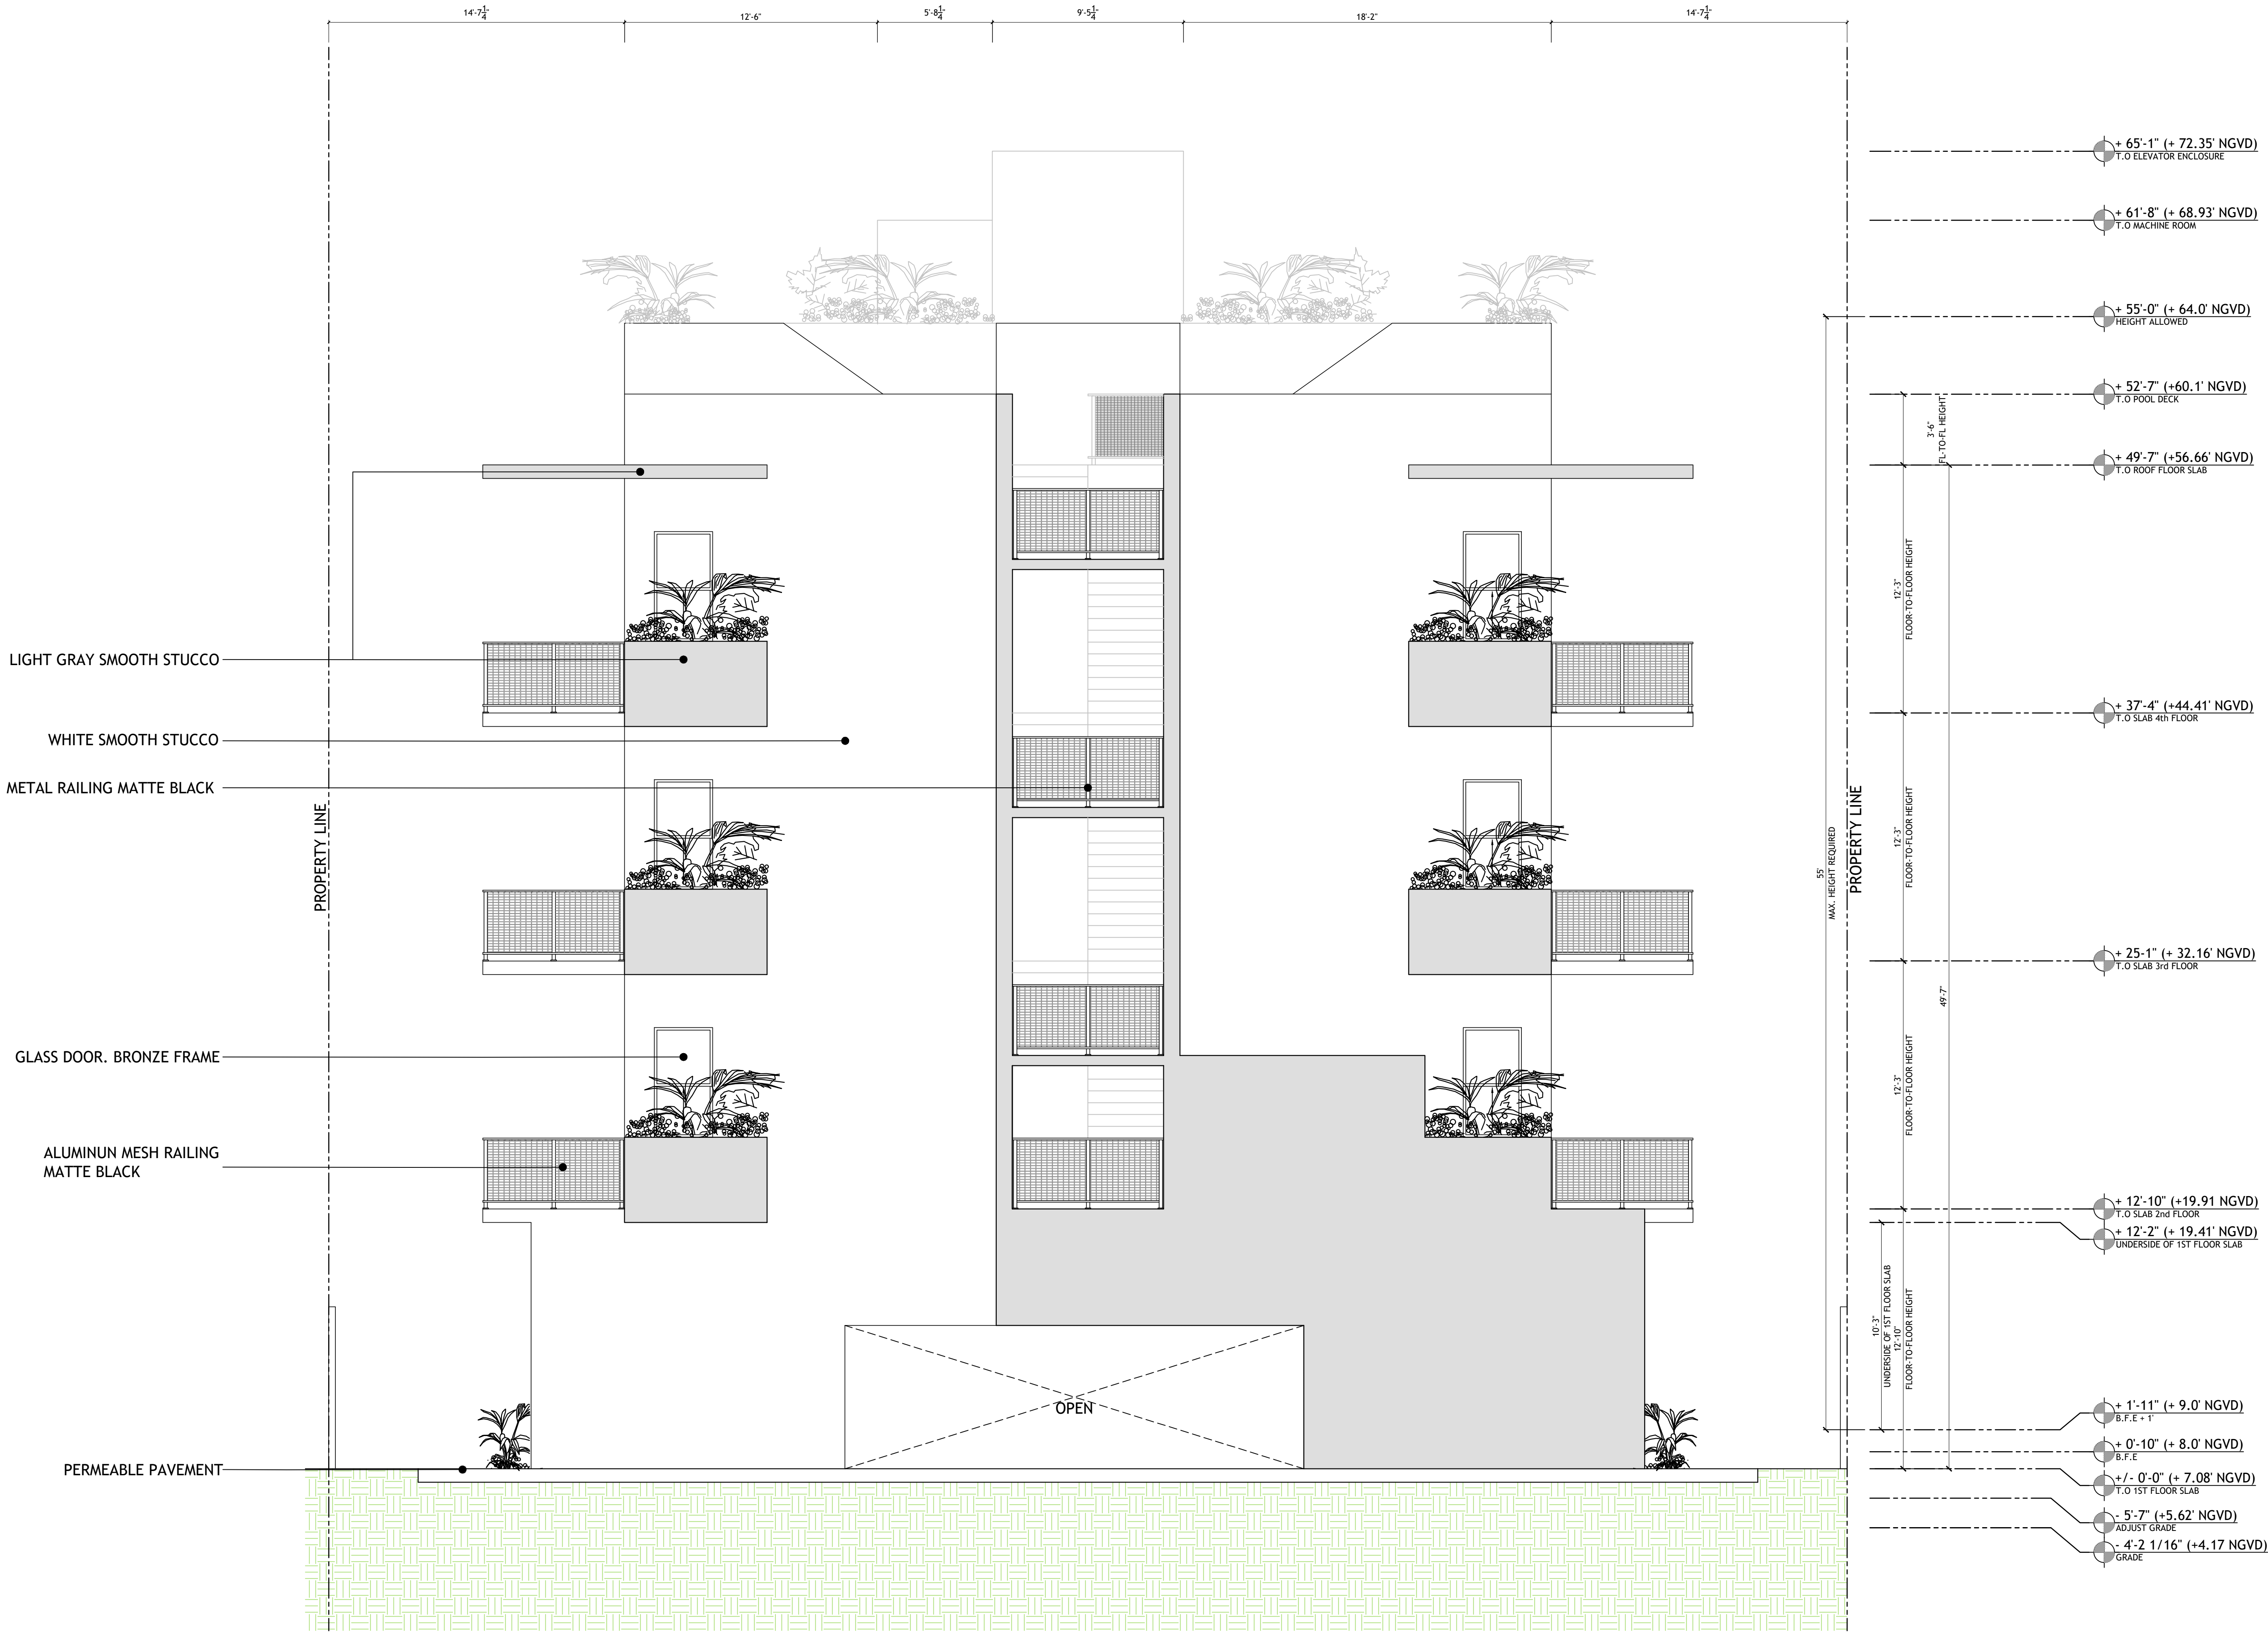 14'-7 1/4"
12'-6"
5'-8 1/4"
9'-5 1/4"
18'-2"
14'-7 1/4"
+ 65'-1" (+ 72.35' NGVD)
T.O ELEVATOR ENCLOSURE
+ 61'-8" (+ 68.93' NGVD)
T.O MACHINE ROOM
+ 55'-0" (+ 64.0' NGVD)
HEIGHT ALLOWED
+ 52'-7" (+60.1' NGVD)
T.O POOL DECK
3'-6"
FL-TO-FL HEIGHT
+ 49'-7" (+56.66' NGVD)
T.O ROOF FLOOR SLAB
12'-3"
FLOOR-TO-FLOOR HEIGHT
LIGHT GRAY SMOOTH STUCCO
+ 37'-4" (+44.41' NGVD)
T.O SLAB 4th FLOOR
WHITE SMOOTH STUCCO
METAL RAILING MATTE BLACK
PROPERTY LINE
PROPERTY LINE
55'
MAX. HEIGHT REQUIRED
12'-3"
FLOOR-TO-FLOOR HEIGHT
+ 25-1" (+ 32.16' NGVD)
T.O SLAB 3rd FLOOR
49'-7"
GLASS DOOR. BRONZE FRAME
12'-3"
FLOOR-TO-FLOOR HEIGHT
ALUMINUN MESH RAILING
MATTE BLACK
+ 12'-10" (+19.91 NGVD)
T.O SLAB 2nd FLOOR
+ 12'-2" (+ 19.41' NGVD)
UNDERSIDE OF 1ST FLOOR SLAB
10'-3"
UNDERSIDE OF 1ST FLOOR SLAB
12'-10"
FLOOR-TO-FLOOR HEIGHT
OPEN
+ 1'-11" (+ 9.0' NGVD)
B.F.E + 1'
+ 0'-10" (+ 8.0' NGVD)
B.F.E
PERMEABLE PAVEMENT
+/- 0'-0" (+ 7.08' NGVD)
T.O 1ST FLOOR SLAB
- 5'-7" (+5.62' NGVD)
ADJUST GRADE
- 4'-2 1/16" (+4.17 NGVD)
GRADE